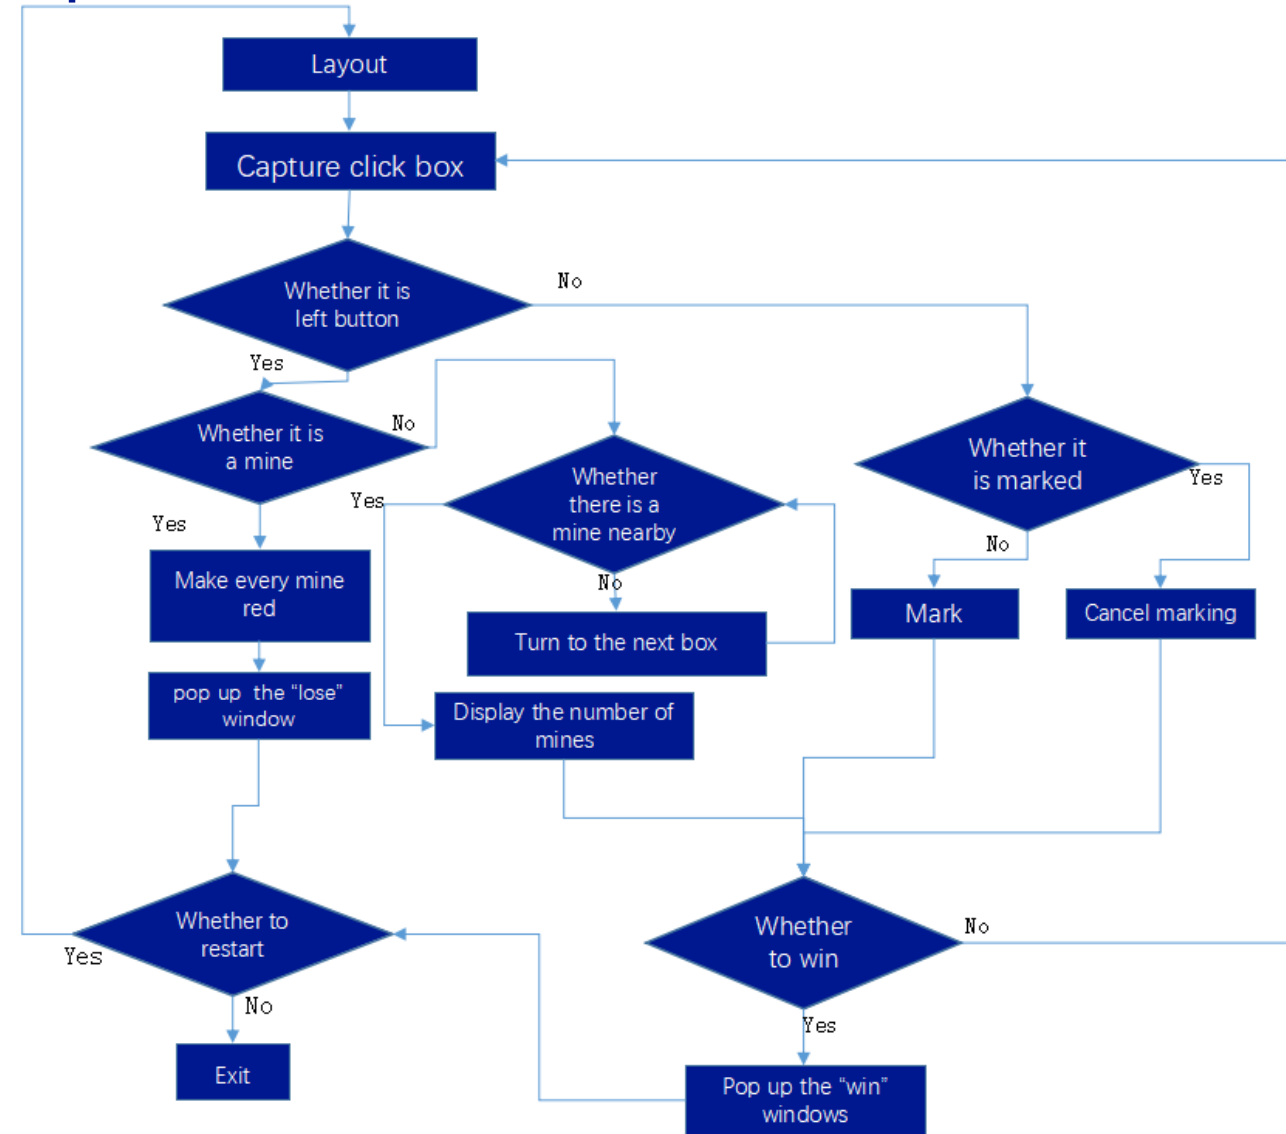 Layout
Capture click box
No
Whether it is
left button
Yes
Whether it is
a mine
No
Whether
there is a
mine nearby
Whether it
is marked
Yes
Yes
Yes
No
No
Make every mine
red
Mark
Cancel marking
Turn to the next box
pop up the “lose”
window
Display the number of
mines
Whether to
restart
Yes
No
Whether
to win
No
Yes
Exit
Pop up the “win”
windows